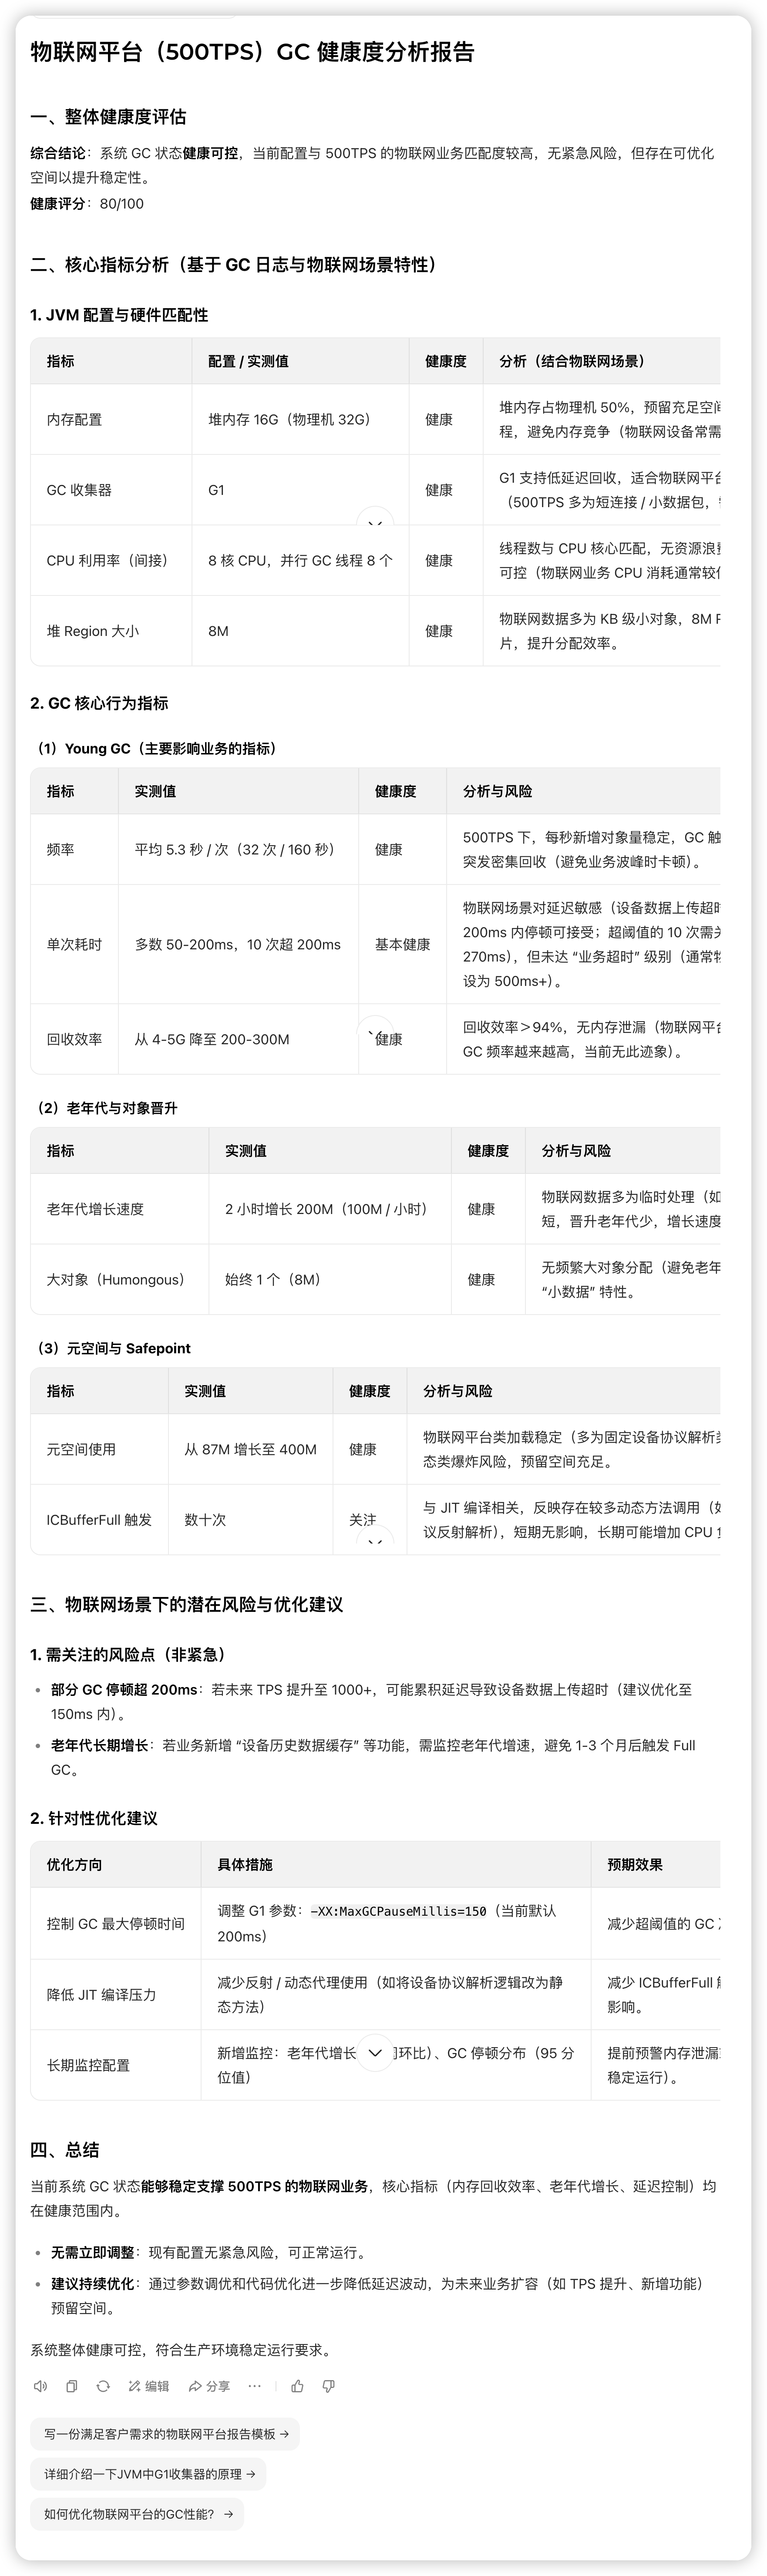 物联网平台（500TPS）GC 健康度分析报告
一、整体健康度评估
综合结论：系统 GC 状态健康可控，当前配置与 500TPS 的物联网业务匹配度较高，无紧急风险，但存在可优化
空间以提升稳定性。
健康评分：80/100
二、核心指标分析（基于 GC 日志与物联网场景特性）
1. JVM 配置与硬件匹配性
指标 配置 / 实测值 健康度 分析（结合物联网场景）
内存配置 堆内存 16G（物理机 32G） 健康 堆内存占物理机 50%，预留充足空间
程，避免内存竞争（物联网设备常需
GC 收集器 G1 健康 G1 支持低延迟回收，适合物联网平台
（500TPS 多为短连接 / 小数据包，
CPU 利用率（间接） 8 核 CPU，并行 GC 线程 8 个 健康 线程数与 CPU 核心匹配，无资源浪费
可控（物联网业务 CPU 消耗通常较低
堆 Region 大小 8M 健康 物联网数据多为 KB 级小对象，8M
片，提升分配效率。
2. GC 核心行为指标
（1）Young GC（主要影响业务的指标）
指标 实测值 健康度 分析与风险
频率 平均 5.3 秒 / 次（32 次 / 160 秒） 健康 500TPS 下，每秒新增对象量稳定，GC 触
突发密集回收（避免业务波峰时卡顿）。
单次耗时 多数 50-200ms，10 次超 200ms 基本健康 物联网场景对延迟敏感（设备数据上传超时
200ms 内停顿可接受；超阈值的 10 次需关
270ms），但未达 “业务超时” 级别（通常物
设为 500ms+）。
回收效率 从 4-5G 降至 200-300M 健康 回收效率＞94%，无内存泄漏（物联网平台
GC 频率越来越高，当前无此迹象）。
（2）老年代与对象晋升
指标 实测值 健康度 分析与风险
老年代增长速度 2 小时增长 200M（100M / 小时） 健康 物联网数据多为临时处理（如
短，晋升老年代少，增长速度
大对象（Humongous） 始终 1 个（8M） 健康 无频繁大对象分配（避免老年
“小数据” 特性。
（3）元空间与 Safepoint
指标 实测值 健康度 分析与风险
元空间使用 从 87M 增长至 400M 健康 物联网平台类加载稳定（多为固定设备协议解析类
态类爆炸风险，预留空间充足。
ICBufferFull 触发 数十次 关注 与 JIT 编译相关，反映存在较多动态方法调用（如
议反射解析），短期无影响，长期可能增加 CPU
三、物联网场景下的潜在风险与优化建议
1. 需关注的风险点（非紧急）
• 部分 GC 停顿超 200ms：若未来 TPS 提升至 1000+，可能累积延迟导致设备数据上传超时（建议优化至
150ms 内）。
• 老年代长期增长：若业务新增 “设备历史数据缓存” 等功能，需监控老年代增速，避免 1-3 个月后触发 Full
GC。
2. 针对性优化建议
优化方向 具体措施 预期效果
控制 GC 最大停顿时间 调整 G1 参数：-XX:MaxGCPauseMillis=150（当前默认
200ms） 减少超阈值的 GC
降低 JIT 编译压力 减少反射 / 动态代理使用（如将设备协议解析逻辑改为静
态方法） 减少 ICBufferFull
影响。
长期监控配置 新增监控：老年代增长 环比）、GC 停顿分布（95 分
位值） 提前预警内存泄漏
稳定运行）。
四、总结
当前系统 GC 状态能够稳定支撑 500TPS 的物联网业务，核心指标（内存回收效率、老年代增长、延迟控制）均
在健康范围内。
• 无需立即调整：现有配置无紧急风险，可正常运行。
• 建议持续优化：通过参数调优和代码优化进一步降低延迟波动，为未来业务扩容（如 TPS 提升、新增功能）
预留空间。
系统整体健康可控，符合生产环境稳定运行要求。
编辑 分享
写一份满足客户需求的物联网平台报告模板 →
详细介绍一下JVM中G1收集器的原理 →
如何优化物联网平台的GC性能？ →